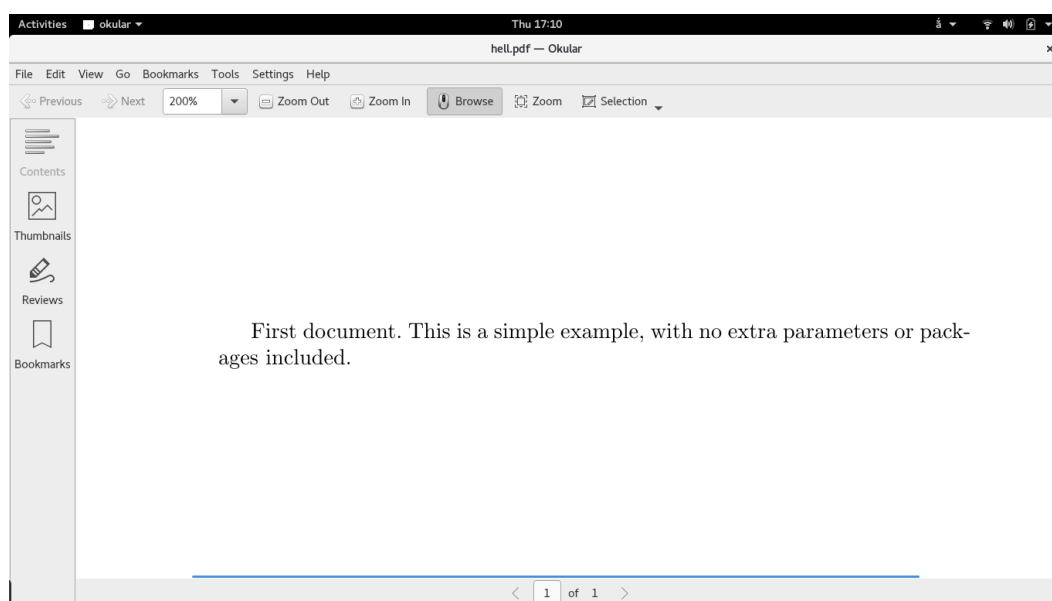 Activities okular Thu 17:10 å
hell.pdf — Okular
File Edit View Go Bookmarks Tools Settings Help
Previous Next 200% Zoom Out Zoom In Browse Zoom Selection
Contents
Thumbnails
Reviews
Bookmarks
First document. This is a simple example, with no extra parameters or pack-
ages included.
1 of 1